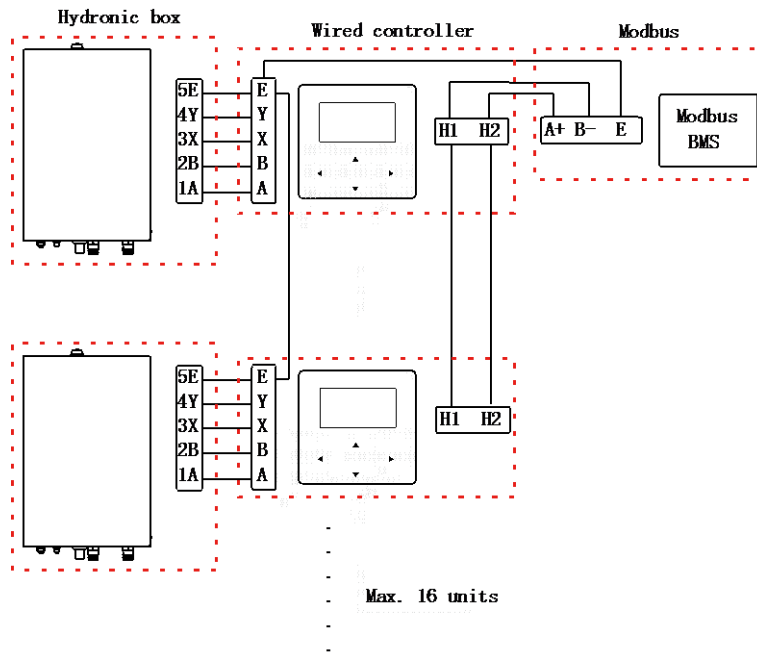 Hydronic box
Wired controller
Modbus
5E
4Y
3X
2B
1A
E
Y
X
B
A
H1 H2
A+ B- E
Modbus
BMS
5E
4Y
3X
2B
1A
E
Y
X
B
A
H1 H2
Max. 16 units